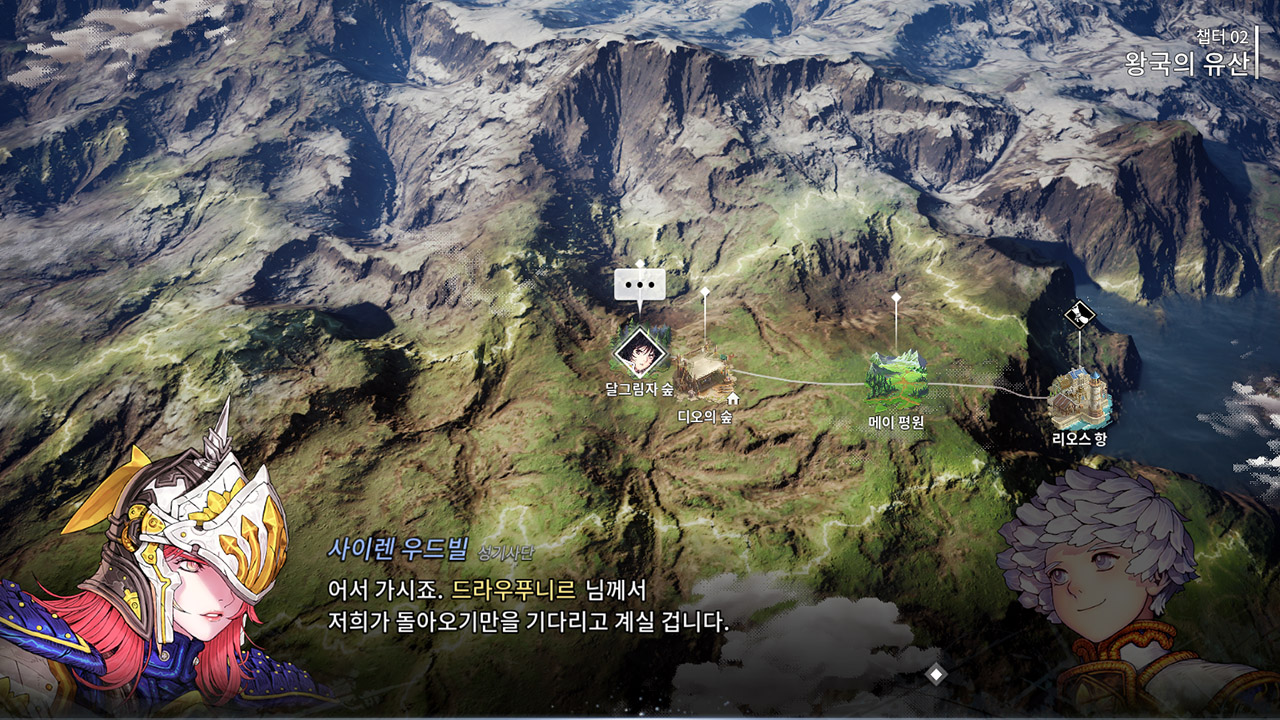 챕터 02
왕국의 유산
달그림자 숲
디오의 숲
메이 평원
리오스 항
사이렌 우드빌 성기사단
어서 가시죠. 드라우푸니르 님께서
저희가 돌아오기만을 기다리고 계실 겁니다.